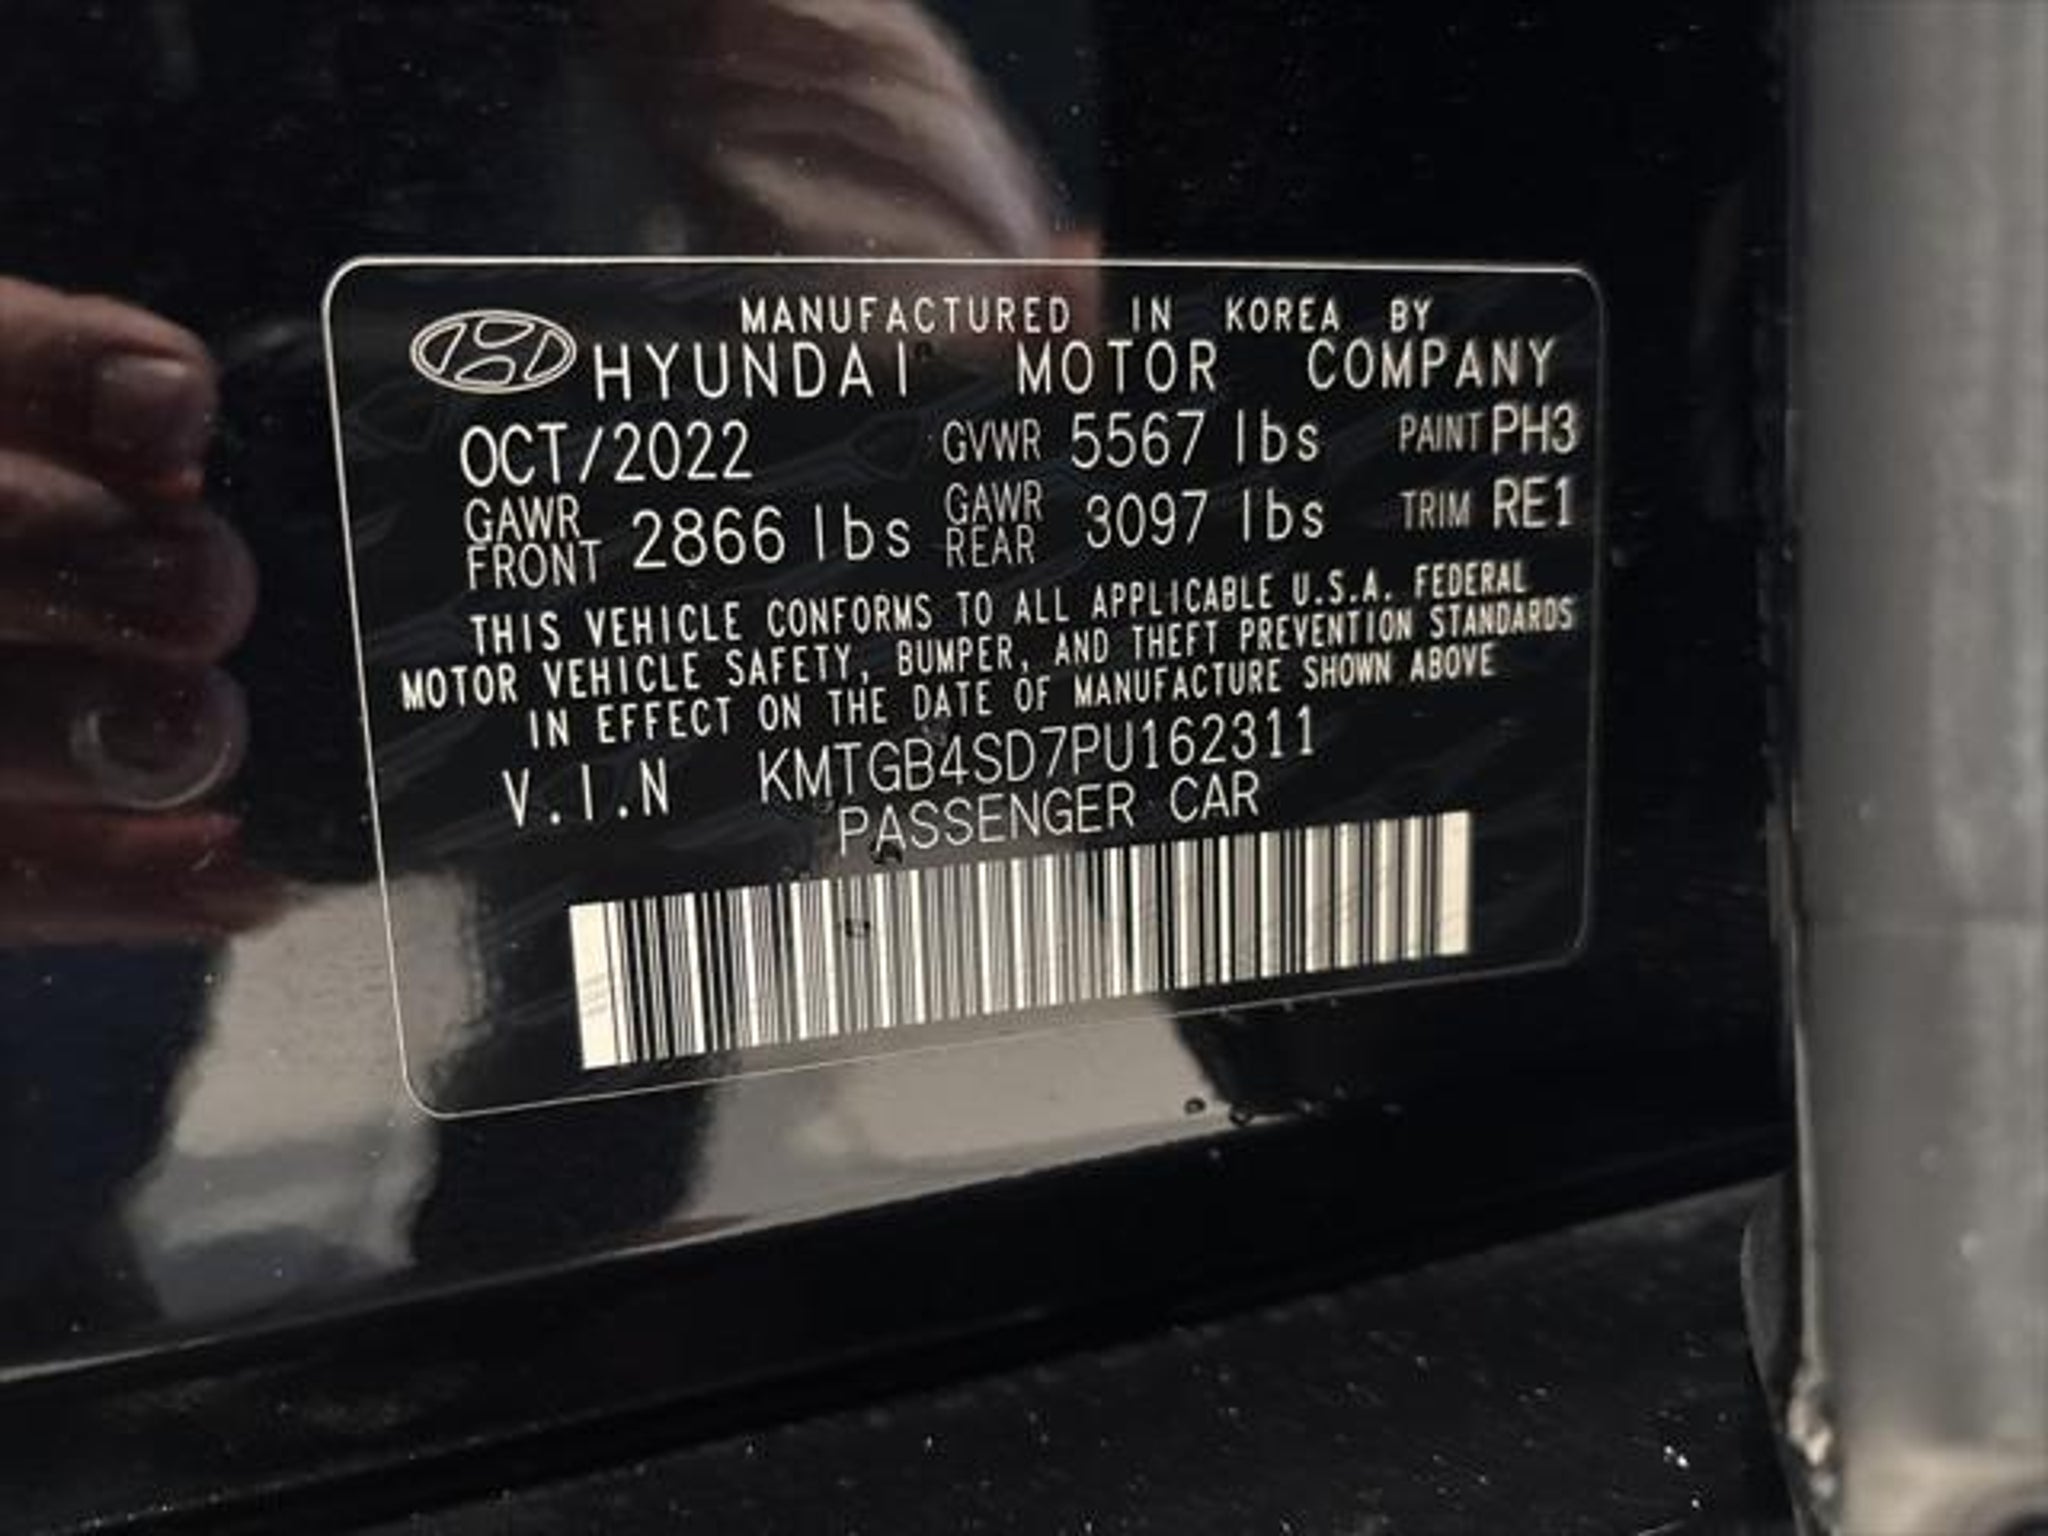 MANUFACTURED IN KOREA BY
HYUNDAI MOTOR COMPANY
OCT/2022 GVWR 5567 lbs PAINT PH3
GAWR FRONT 2866 lbs GAWR REAR 3097 lbs TRIM RE1
THIS VEHICLE CONFORMS TO ALL APPLICABLE U.S.A. FEDERAL
MOTOR VEHICLE SAFETY, BUMPER, AND THEFT PREVENTION STANDARDS
IN EFFECT ON THE DATE OF MANUFACTURE SHOWN ABOVE
V.I.N KMTGB4SD7PU162311
PASSENGER CAR